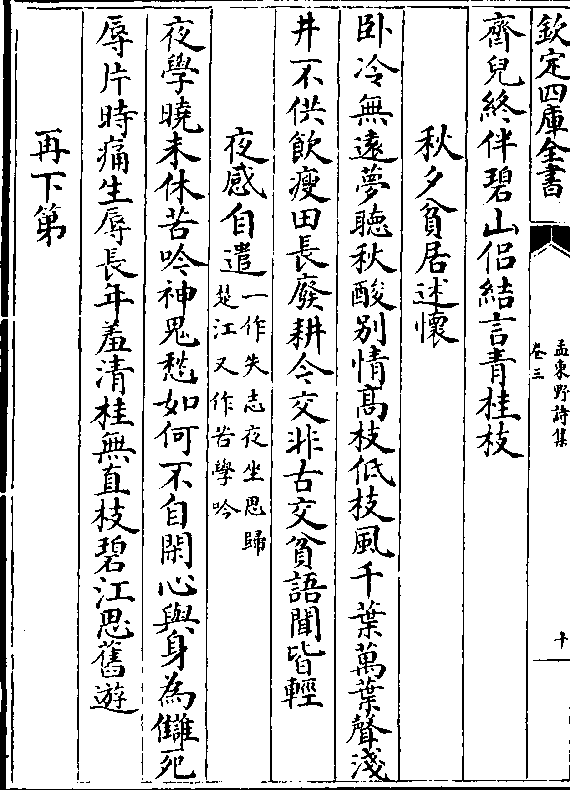 欽定四庫全書
孟東野詩集
卷三
十
齊兒終伴碧山侶結言青桂枝
秋夕貧居述懷
卧冷無遠夢聽秋酸别情髙枝低枝風千葉萬葉聲淺
井不供飲瘦田長廢耕今交非古交貧語聞皆輕
夜感自遣一作失志夜坐思歸
楚江又作苦學吟
夜學曉未休苦吟神鬼愁如何不自閑心與身為讎死
辱片時痛生辱長年羞清桂無直枝碧江思舊遊
再下第